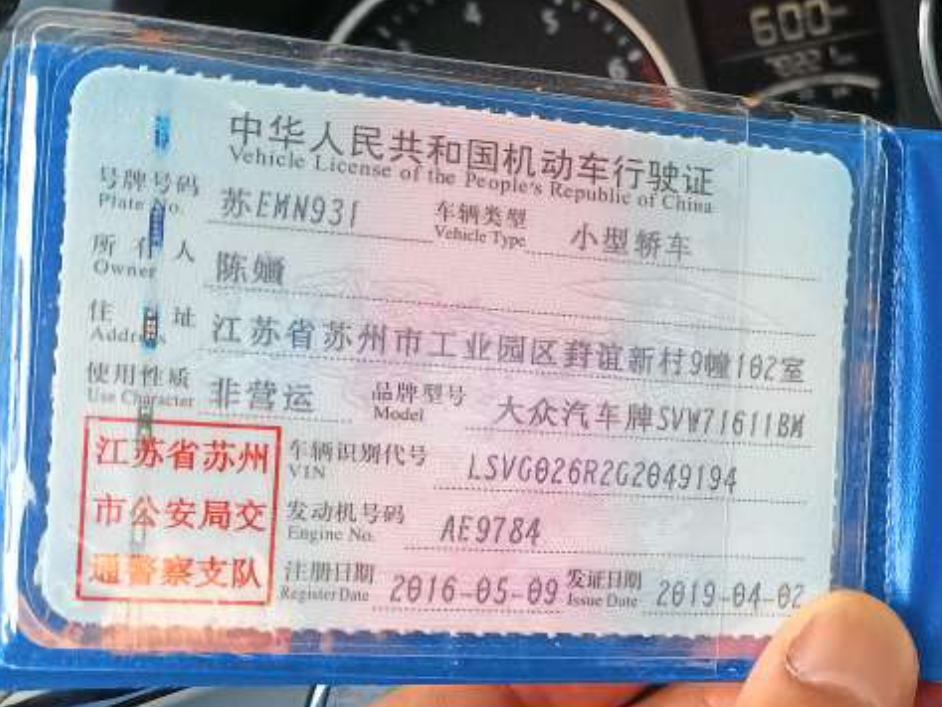 4
5
6
600
中华人民共和国机动车行驶证
Vehicle License of the People's Republic of China
号牌号码 苏EMN931 车辆类型 小型轿车
Plate No. Vehicle Type
所有人 陈
Owner
住址 江苏省苏州市工业园区葑谊新村9幢102室
Address
使用性质 非营运 品牌型号 大众汽车牌SVW71611BM
Use Character Model
江苏省苏州
市公安局交
通警察支队
车辆识别代号 LSVG026R2G2049194
VIN
发动机号码 AE9784
Engine No.
注册日期 2016-05-09 发证日期 2019-04-02
Register Date Issue Date